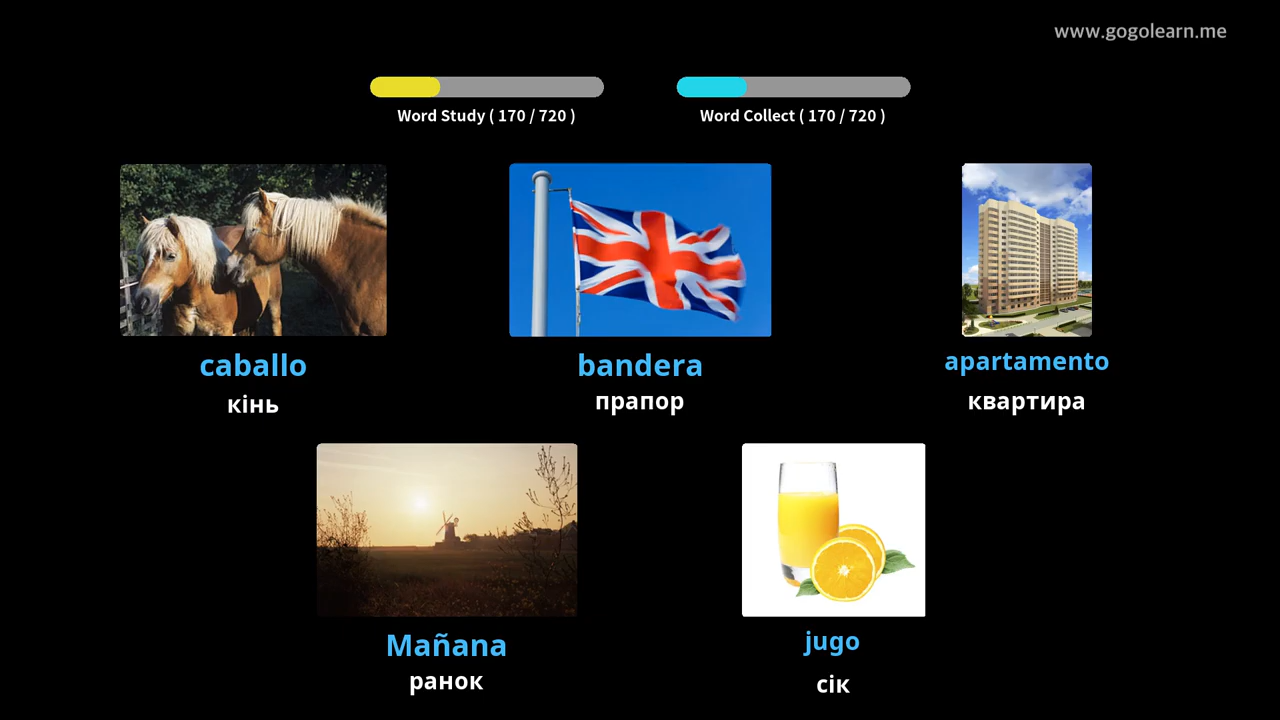 www.gogolearn.me
Word Study ( 170 / 720 )
Word Collect ( 170 / 720 )
caballo
кінь
bandera
прапор
apartamento
квартира
Mañana
ранок
jugo
сік